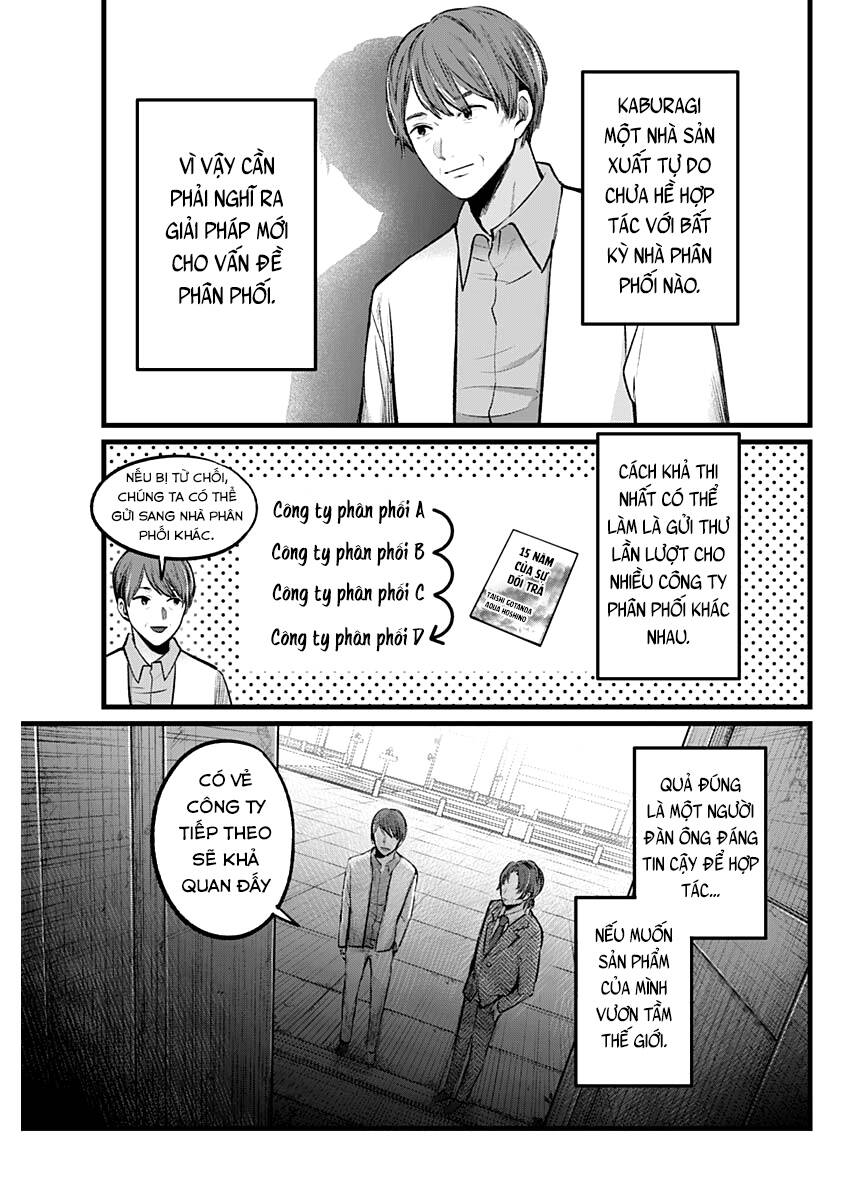 KABURAGI
MỘT NHÀ SẢN
XUẤT TỰ DO
CHƯA HỀ HỢP
TÁC VỚI BẤT
KỲ NHÀ PHÂN
PHỐI NÀO.
VÌ VẬY CẦN
PHẢI NGHĨ RA
GIẢI PHÁP MỚI
CHO VẤN ĐỀ
PHÂN PHỐI.
CÁCH KHẢ THI
NHẤT CÓ THỂ
LÀM LÀ GỬI THƯ
LẦN LƯỢT CHO
NHIỀU CÔNG TY
PHÂN PHỐI KHÁC
NHAU.
15 NĂM
CỦA SỰ
DỐI TRÁ
TAISHI GOTANDA
AQUA HOSHINO
Công ty phân phối A
Công ty phân phối B
Công ty phân phối C
Công ty phân phối D
NẾU BỊ TỪ CHỐI,
CHÚNG TA CÓ THỂ
GỬI SANG NHÀ PHÂN
PHỐI KHÁC.
QUẢ ĐÚNG
LÀ MỘT NGƯỜI
ĐÀN ÔNG ĐÁNG
TIN CẬY ĐỂ HỢP
TÁC...
NẾU MUỐN
SẢN PHẨM
CỦA MÌNH
VƯƠN TẦM
THẾ GIỚI.
CÓ VẺ
CÔNG TY
TIẾP THEO
SẼ KHẢ
QUAN ĐẤY